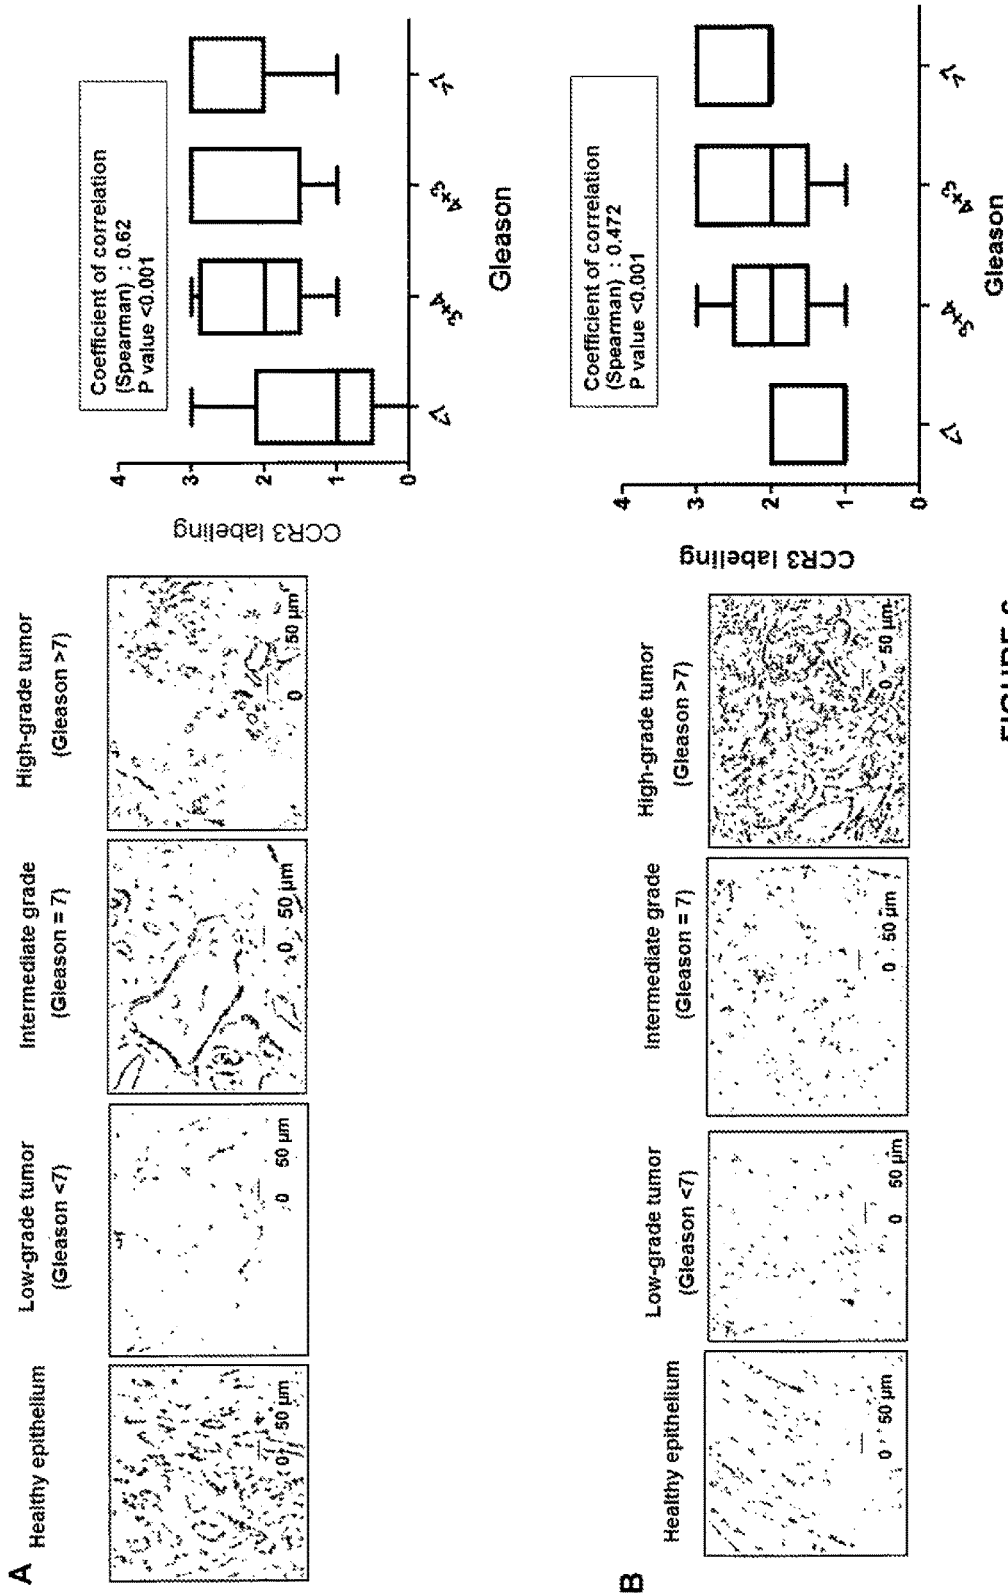 A
Healthy epithelium
Low-grade tumor
(Gleason <7)
Intermediate grade
(Gleason = 7)
High-grade tumor
(Gleason >7)
0 50 µm
0 50 µm
0 50 µm
0 50 µm
CCR3 labeling
4
3
2
1
0
Coefficient of correlation
(Spearman) : 0.62
P value <0.001
<7
3+4
4+3
>7
Gleason
B
Healthy epithelium
Low-grade tumor
(Gleason <7)
Intermediate grade
(Gleason = 7)
High-grade tumor
(Gleason >7)
0 50 µm
0 50 µm
0 50 µm
0 50 µm
CCR3 labeling
4
3
2
1
0
Coefficient of correlation
(Spearman) : 0.472
P value <0.001
<7
3+4
4+3
>7
Gleason